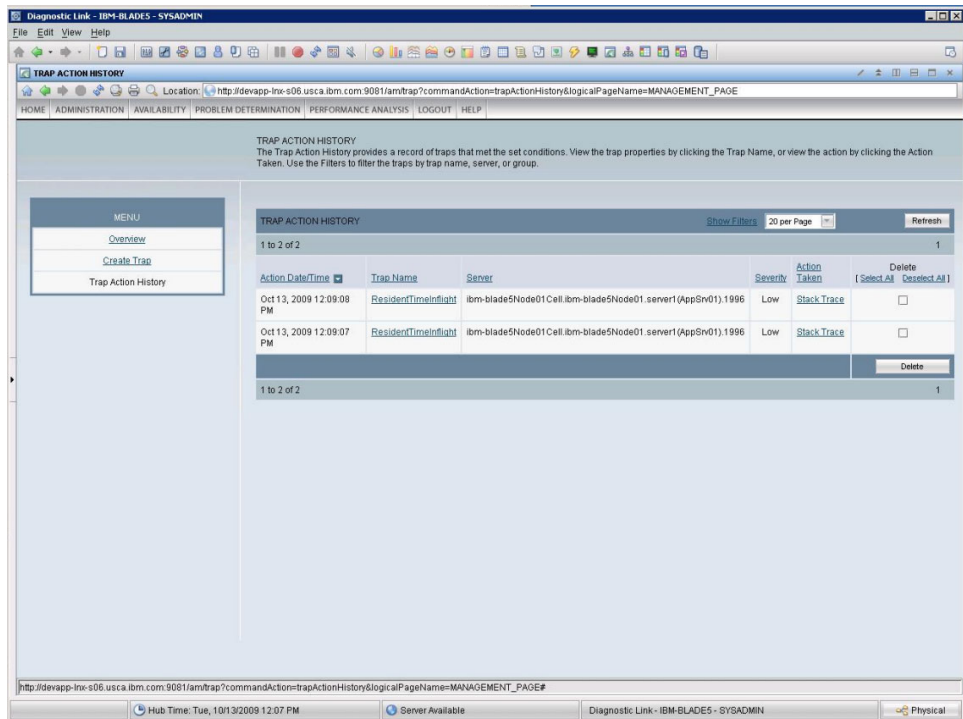 Diagnostic Link - IBM-BLADE5 - SYSADMIN
File Edit View Help
TRAP ACTION HISTORY
Location: http://devapp-lnx-s06.usca.ibm.com:9081/am/trap?commandAction=trapActionHistory&logicalPageName=MANAGEMENT_PAGE
HOME ADMINISTRATION AVAILABILITY PROBLEM DETERMINATION PERFORMANCE ANALYSIS LOGOUT HELP
TRAP ACTION HISTORY
The Trap Action History provides a record of traps that met the set conditions. View the trap properties by clicking the Trap Name, or view the action by clicking the Action
Taken. Use the Filters to filter the traps by trap name, server, or group.
MENU
Overview
Create Trap
Trap Action History
TRAP ACTION HISTORY Show Filters 20 per Page Refresh
1 to 2 of 2 1
Action Date/Time Trap Name Server Severity Action Taken Delete [ Select All Deselect All ]
Oct 13, 2009 12:09:08 PM ResidentTimeInflight ibm-blade5Node01Cell.ibm-blade5Node01.server1(AppSrv01).1996 Low Stack Trace
Oct 13, 2009 12:09:07 PM ResidentTimeInflight ibm-blade5Node01Cell.ibm-blade5Node01.server1(AppSrv01).1996 Low Stack Trace
Delete
1 to 2 of 2 1
http://devapp-lnx-s06.usca.ibm.com:9081/am/trap?commandAction=trapActionHistory&logicalPageName=MANAGEMENT_PAGE#
Hub Time: Tue, 10/13/2009 12:07 PM Server Available Diagnostic Link - IBM-BLADE5 - SYSADMIN Physical